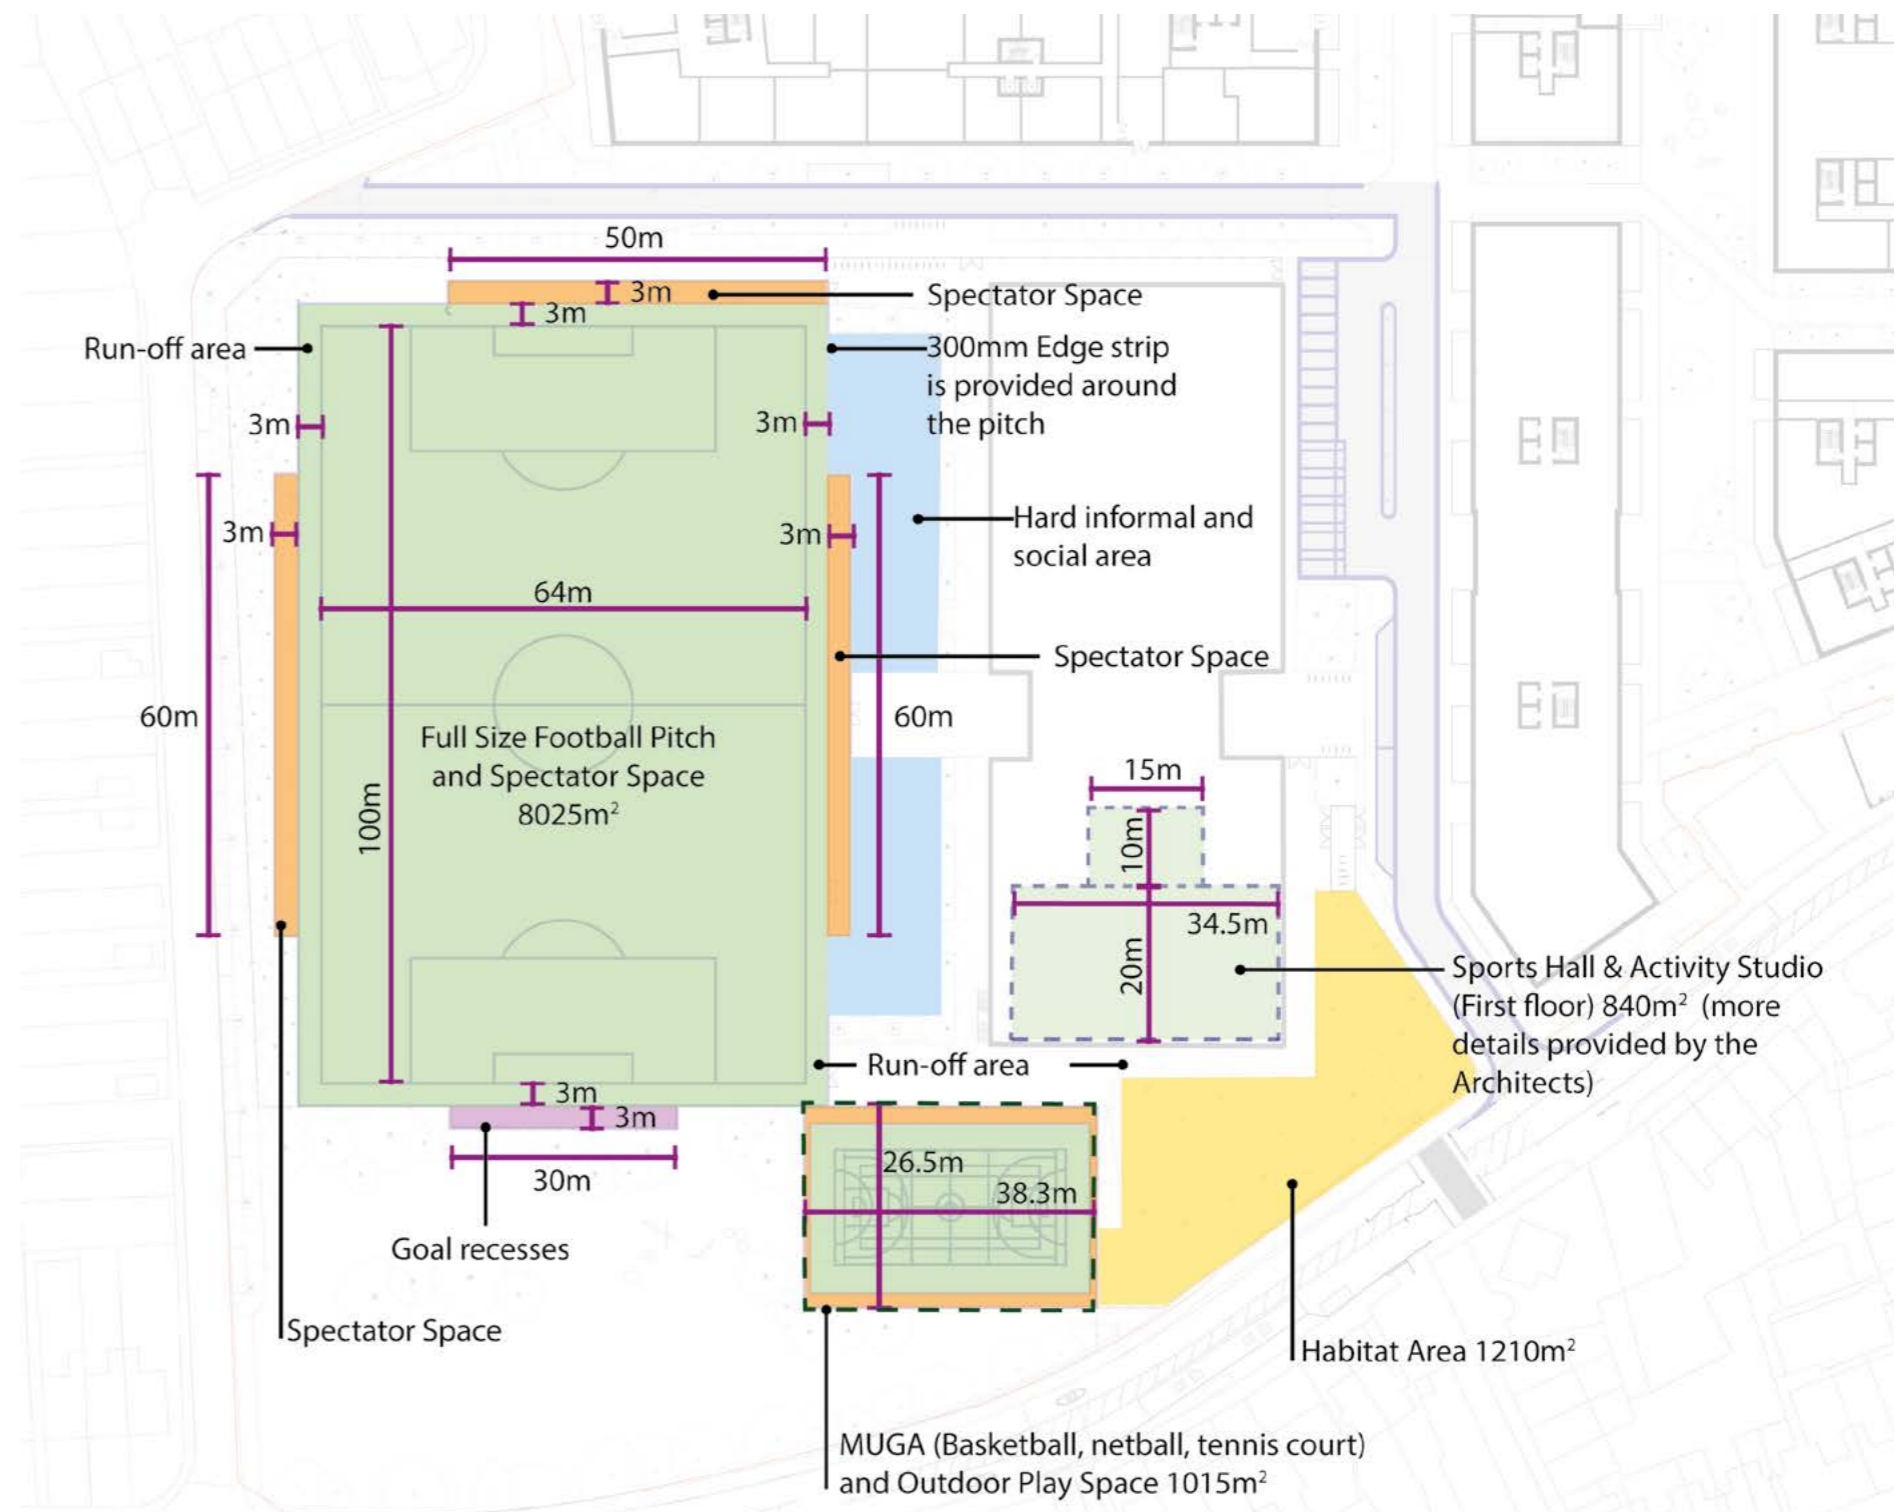 50m
3m
Spectator Space
3m
Run-off area
300mm Edge strip
is provided around
the pitch
3m
3m
Hard informal and
social area
3m
3m
64m
Spectator Space
60m
60m
Full Size Football Pitch
and Spectator Space
8025m²
100m
15m
10m
34.5m
20m
Sports Hall & Activity Studio
(First floor) 840m² (more
details provided by the
Architects)
Run-off area
3m
3m
30m
26.5m
38.3m
Goal recesses
Spectator Space
Habitat Area 1210m²
MUGA (Basketball, netball, tennis court)
and Outdoor Play Space 1015m²